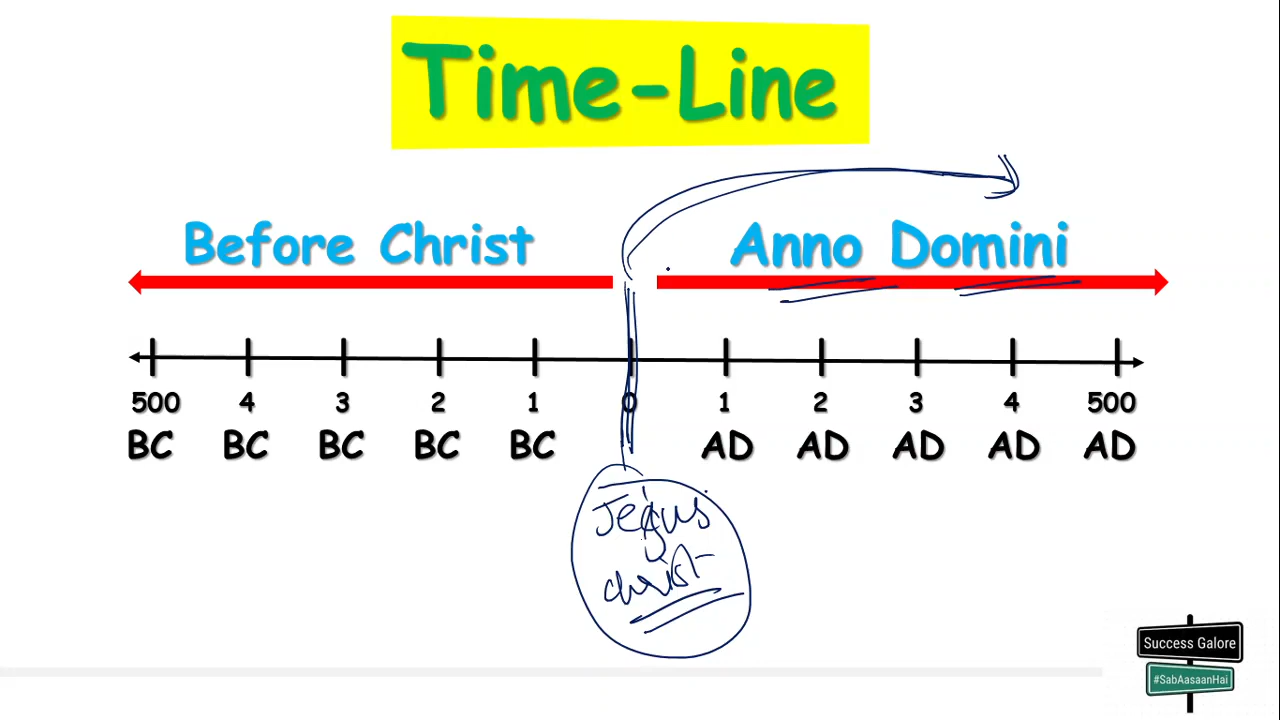 Time-Line
Before Christ Anno Domini
500 4 3 2 1 0 1 2 3 4 500
BC BC BC BC BC AD AD AD AD AD
Jesus
christ
Success Galore
#SabAasaanHai